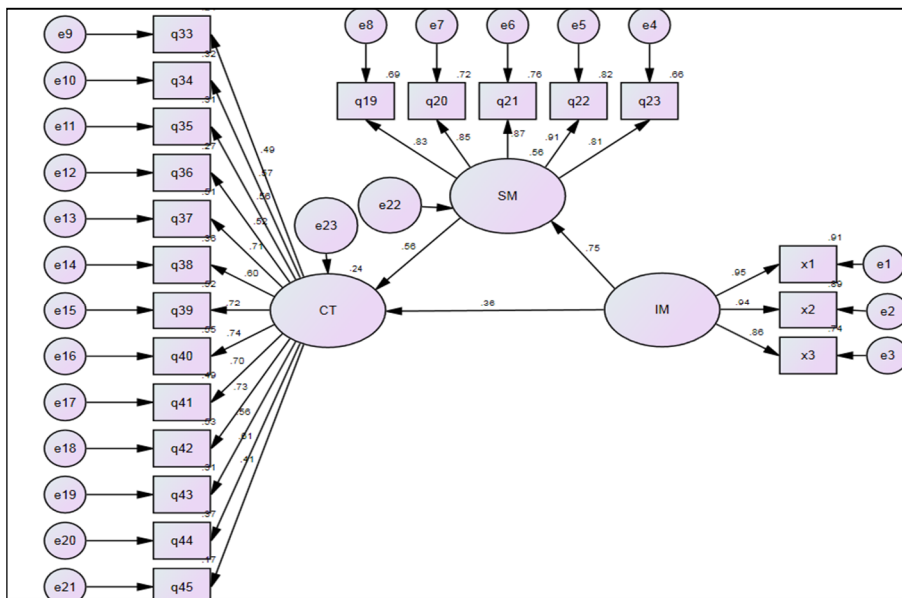 e8 e7 e6 e5 e4
e9 q33
.32
.69 .72 .76 .82 .66
e10 q34
q19 q20 q21 q22 q23
.31
e11 q35
.83 .85 .87 .91 .81
.27
.49
.56
e12 q36
.57
SM
.51
.56
e22
e13 q37
.52
e23
.71
.56
.75
.36
e14 q38
.60
.24
.91
x1 e1
.52
.95
.89
e15 q39
.72
CT
.36
IM
.94
x2 e2
.55
.74
.86
.74
e16 q40
x3 e3
.70
.49
.73
e17 q41
.56
.53
.61
e18 q42
.41
.31
e19 q43
.37
e20 q44
.17
e21 q45